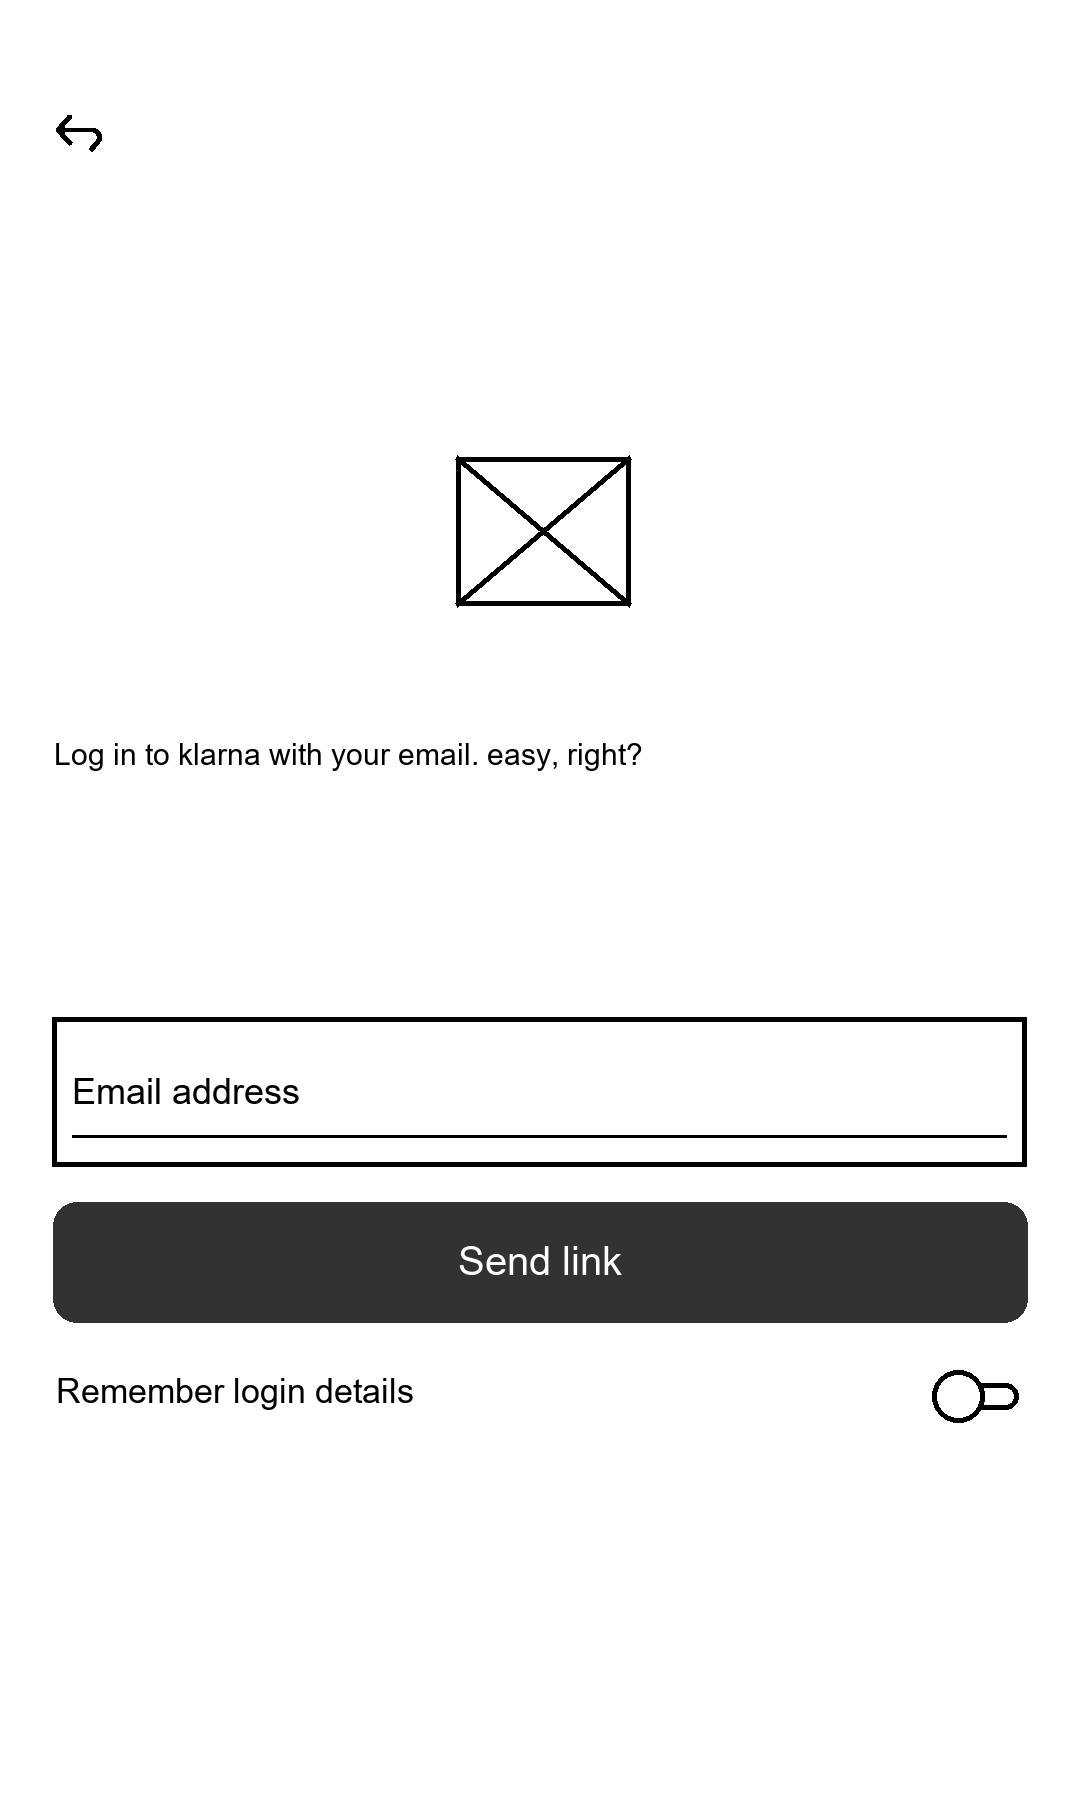 Log in to klarna with your email. easy, right?
Email address
Send link
Remember login details